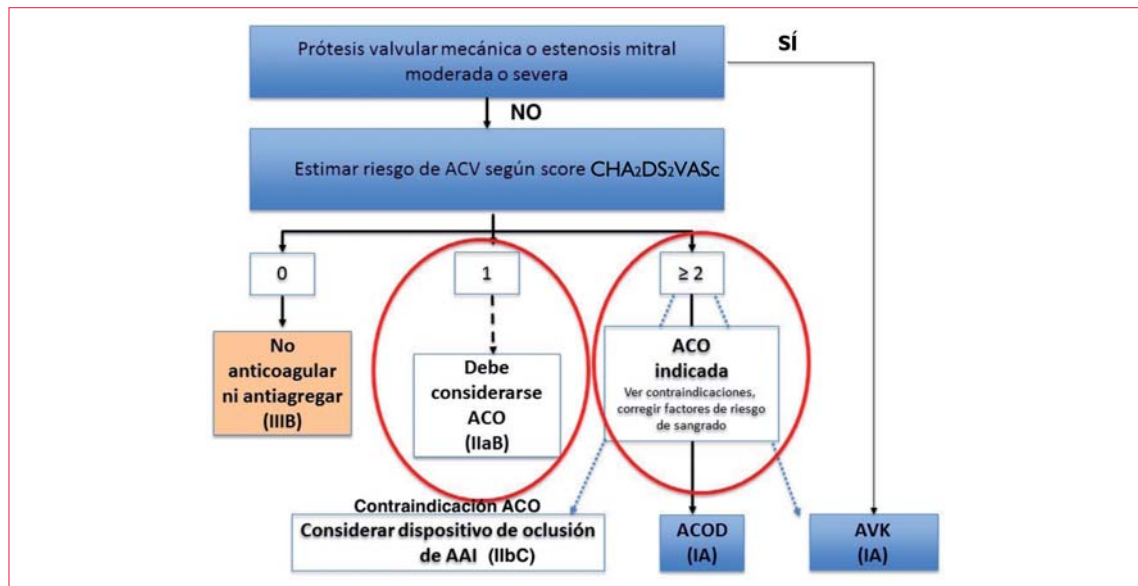 Prótesis valvular mecánica o estenosis mitral
moderada o severa
SÍ
NO
Estimar riesgo de ACV según score CHA₂DS₂VASc
0
1
≥ 2
No
anticoagular
ni antiagregar
(IIIB)
Debe
considerarse
ACO
(IIaB)
ACO
indicada
Ver contraindicaciones,
corregir factores de riesgo
de sangrado
Contraindicación ACO
Considerar dispositivo de oclusión
de AAI (IIbC)
ACOD
(IA)
AVK
(IA)